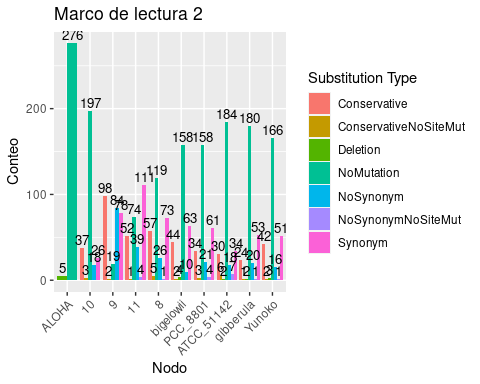 Marco de lectura 2
276
197
184
180
166
158
158
119
111
98
84
78
74
73
63
61
57
53
52
51
44
42
39
37
34
34
30
26
26
24
21
20
19
18
18
16
10
5
200
100
0
Conteo
ALOHA
10
9
11
8
bigelowii
PCC_8801
ATCC_51142
gibberula
Yunoko
Nodo
Substitution Type
Conservative
ConservativeNoSiteMut
Deletion
NoMutation
NoSynonym
NoSynonymNoSiteMut
Synonym